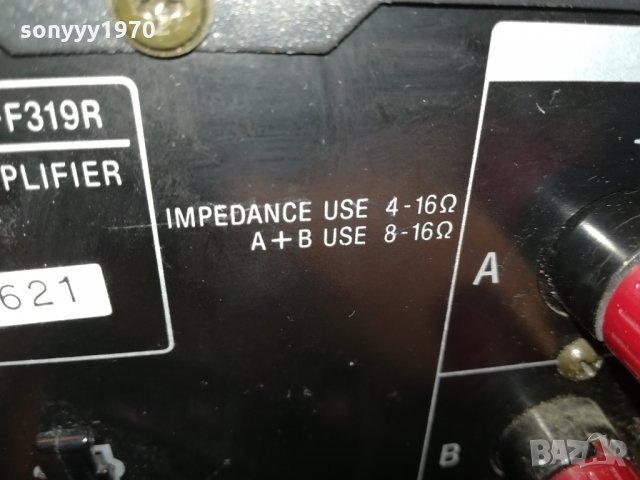 sonyyy1970
-F319R
PLIFIER
IMPEDANCE USE 4-16Ω
A+B USE 8-16Ω
621
A
B
BAZAR